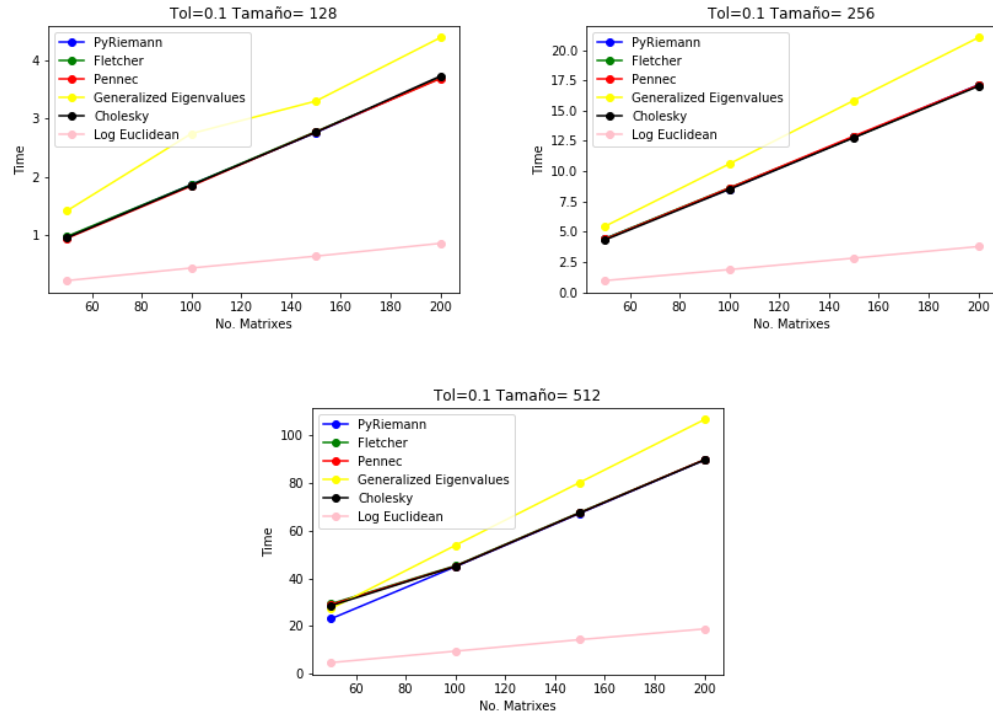 Tol=0.1 Tamaño= 128
PyRiemann
Fletcher
Pennec
Generalized Eigenvalues
Cholesky
Log Euclidean
Time
4
3
2
1
60 80 100 120 140 160 180 200
No. Matrixes
Tol=0.1 Tamaño= 256
PyRiemann
Fletcher
Pennec
Generalized Eigenvalues
Cholesky
Log Euclidean
Time
20.0
17.5
15.0
12.5
10.0
7.5
5.0
2.5
0.0
60 80 100 120 140 160 180 200
No. Matrixes
Tol=0.1 Tamaño= 512
PyRiemann
Fletcher
Pennec
Generalized Eigenvalues
Cholesky
Log Euclidean
Time
100
80
60
40
20
0
60 80 100 120 140 160 180 200
No. Matrixes